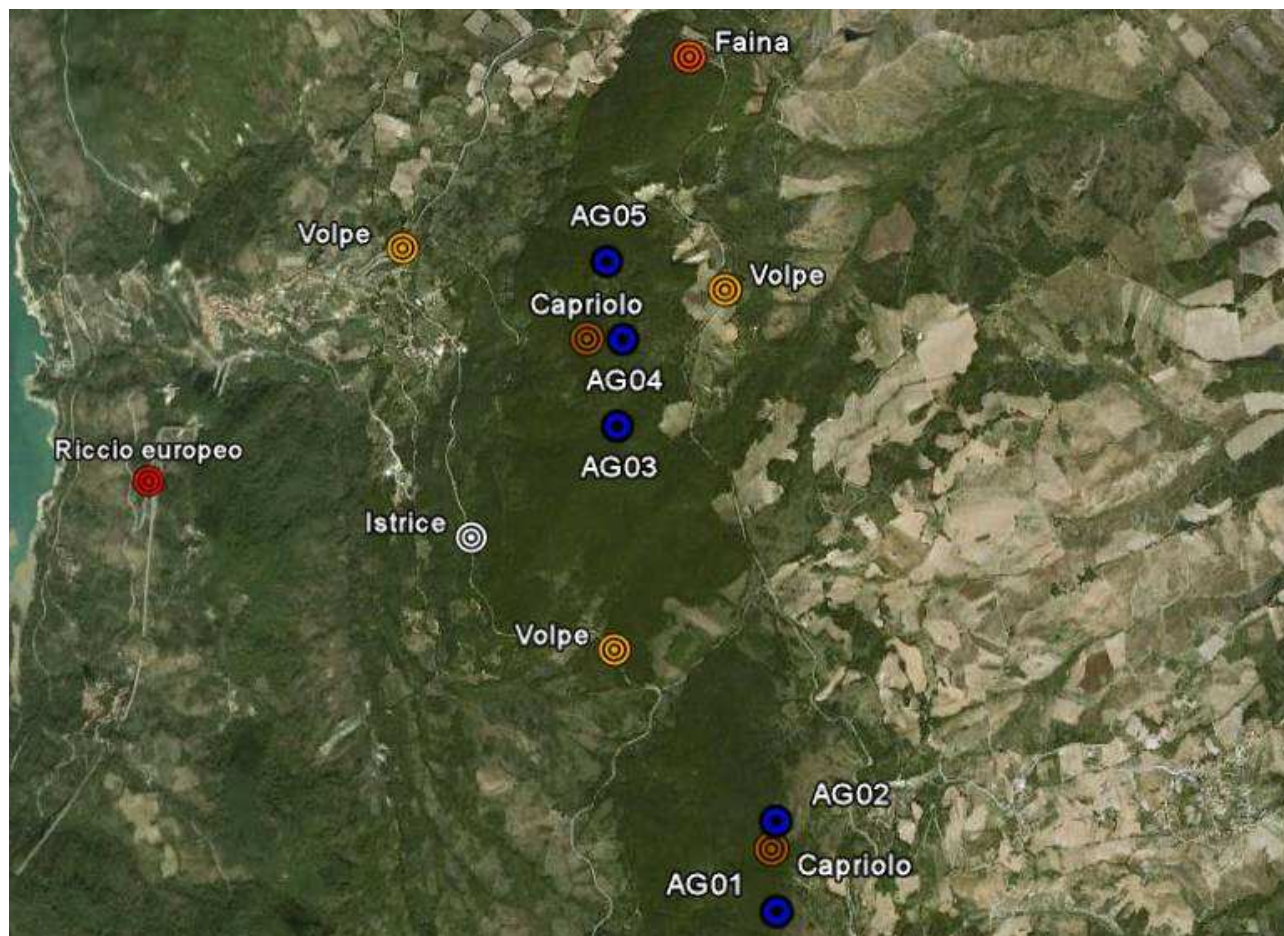 Faina
AG05
Volpe
Volpe
Capriolo
AG04
Riccio europeo
AG03
Istrice
Volpe
AG02
Capriolo
AG01